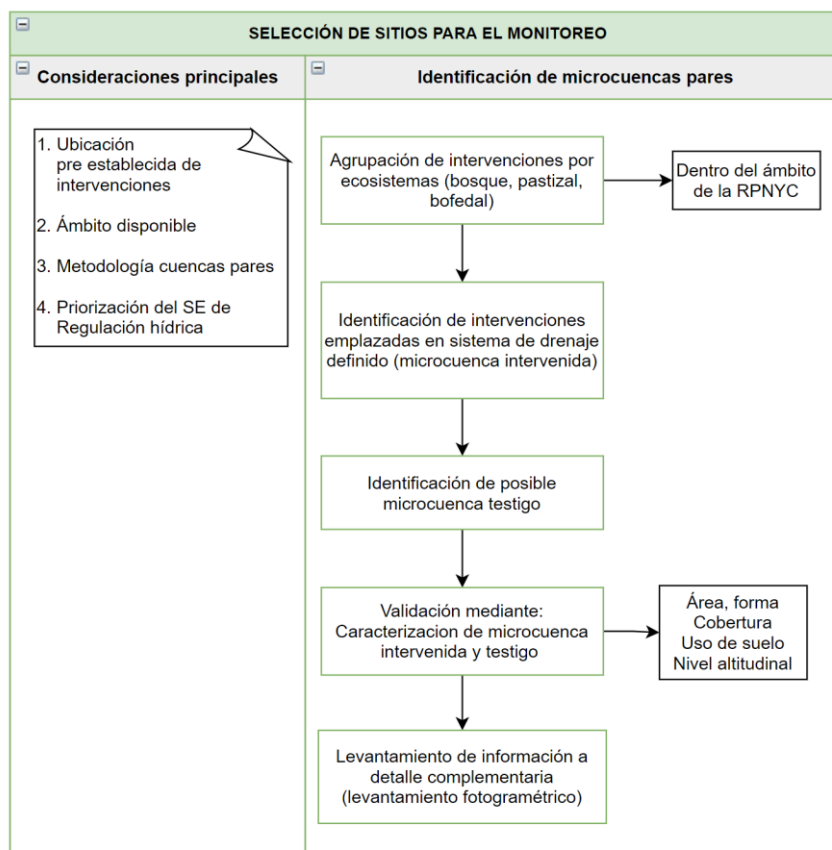 SELECCIÓN DE SITIOS PARA EL MONITOREO
Consideraciones principales
1. Ubicación
pre establecida de
intervenciones
2. Ámbito disponible
3. Metodología cuencas pares
4. Priorización del SE de
Regulación hídrica
Identificación de microcuencas pares
Agrupación de intervenciones por
ecosistemas (bosque, pastizal,
bofedal)
Dentro del ámbito
de la RPNYC
Identificación de intervenciones
emplazadas en sistema de drenaje
definido (microcuenca intervenida)
Identificación de posible
microcuenca testigo
Validación mediante:
Caracterizacion de microcuenca
intervenida y testigo
Área, forma
Cobertura
Uso de suelo
Nivel altitudinal
Levantamiento de información a
detalle complementaria
(levantamiento fotogramétrico)